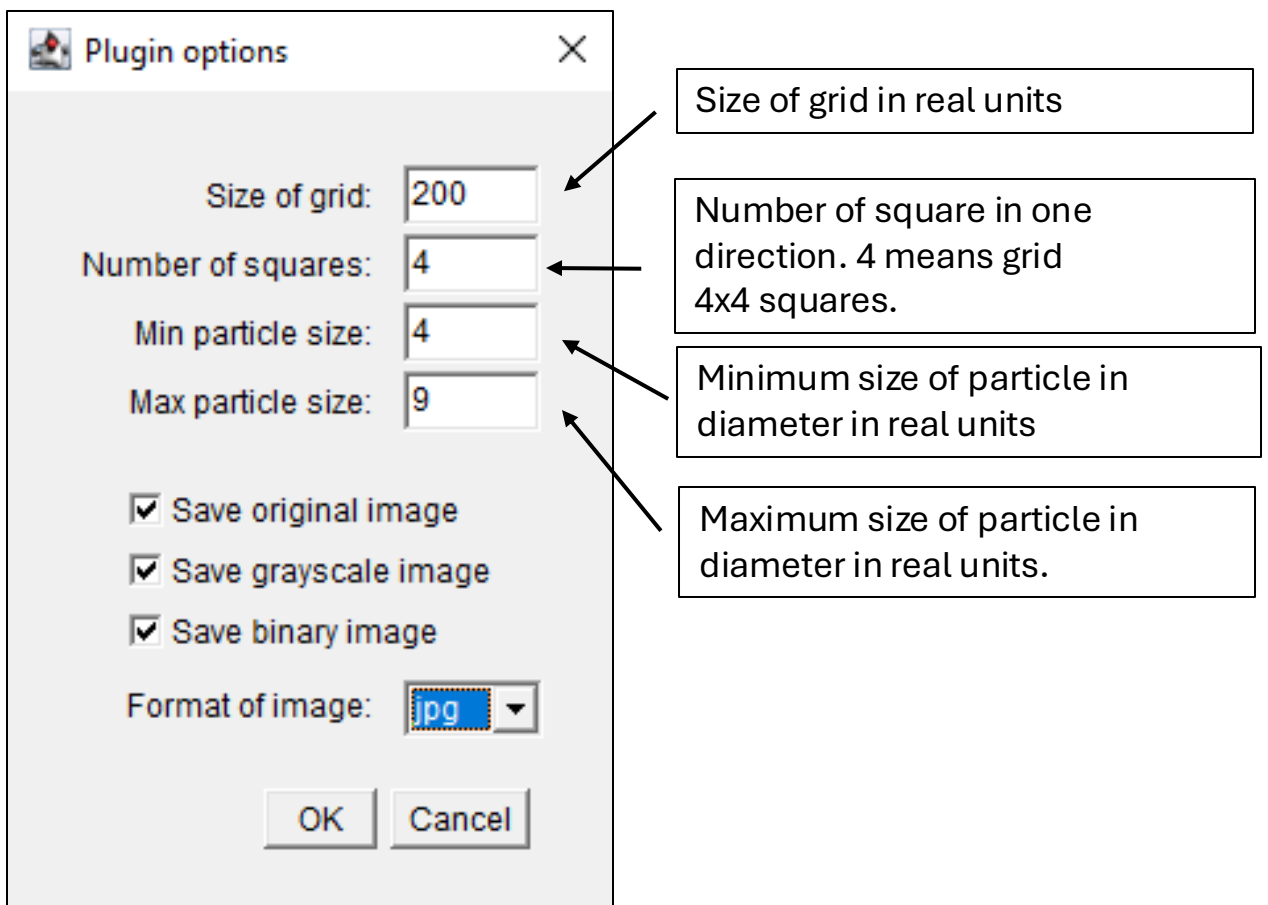 Plugin options
Size of grid in real units
Size of grid: 200
Number of square in one
direction. 4 means grid
4x4 squares.
Number of squares: 4
Min particle size: 4
Minimum size of particle in
diameter in real units
Max particle size: 9
Maximum size of particle in
diameter in real units.
Save original image
Save grayscale image
Save binary image
Format of image: jpg
OK Cancel